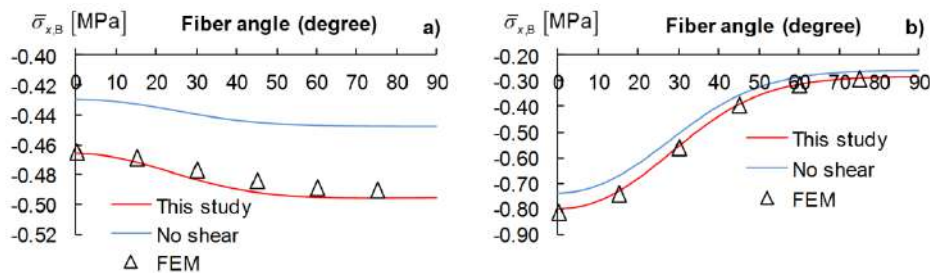 σ̅x,B [MPa] Fiber angle (degree) a)
-0.40
0 10 20 30 40 50 60 70 80 90
-0.42
-0.44
-0.46
-0.48
-0.50
-0.52
This study
No shear
FEM
σ̅x,B [MPa] Fiber angle (degree) b)
-0.20
0 10 20 30 40 50 60 70 80 90
-0.30
-0.40
-0.50
-0.60
-0.70
-0.80
-0.90
This study
No shear
FEM